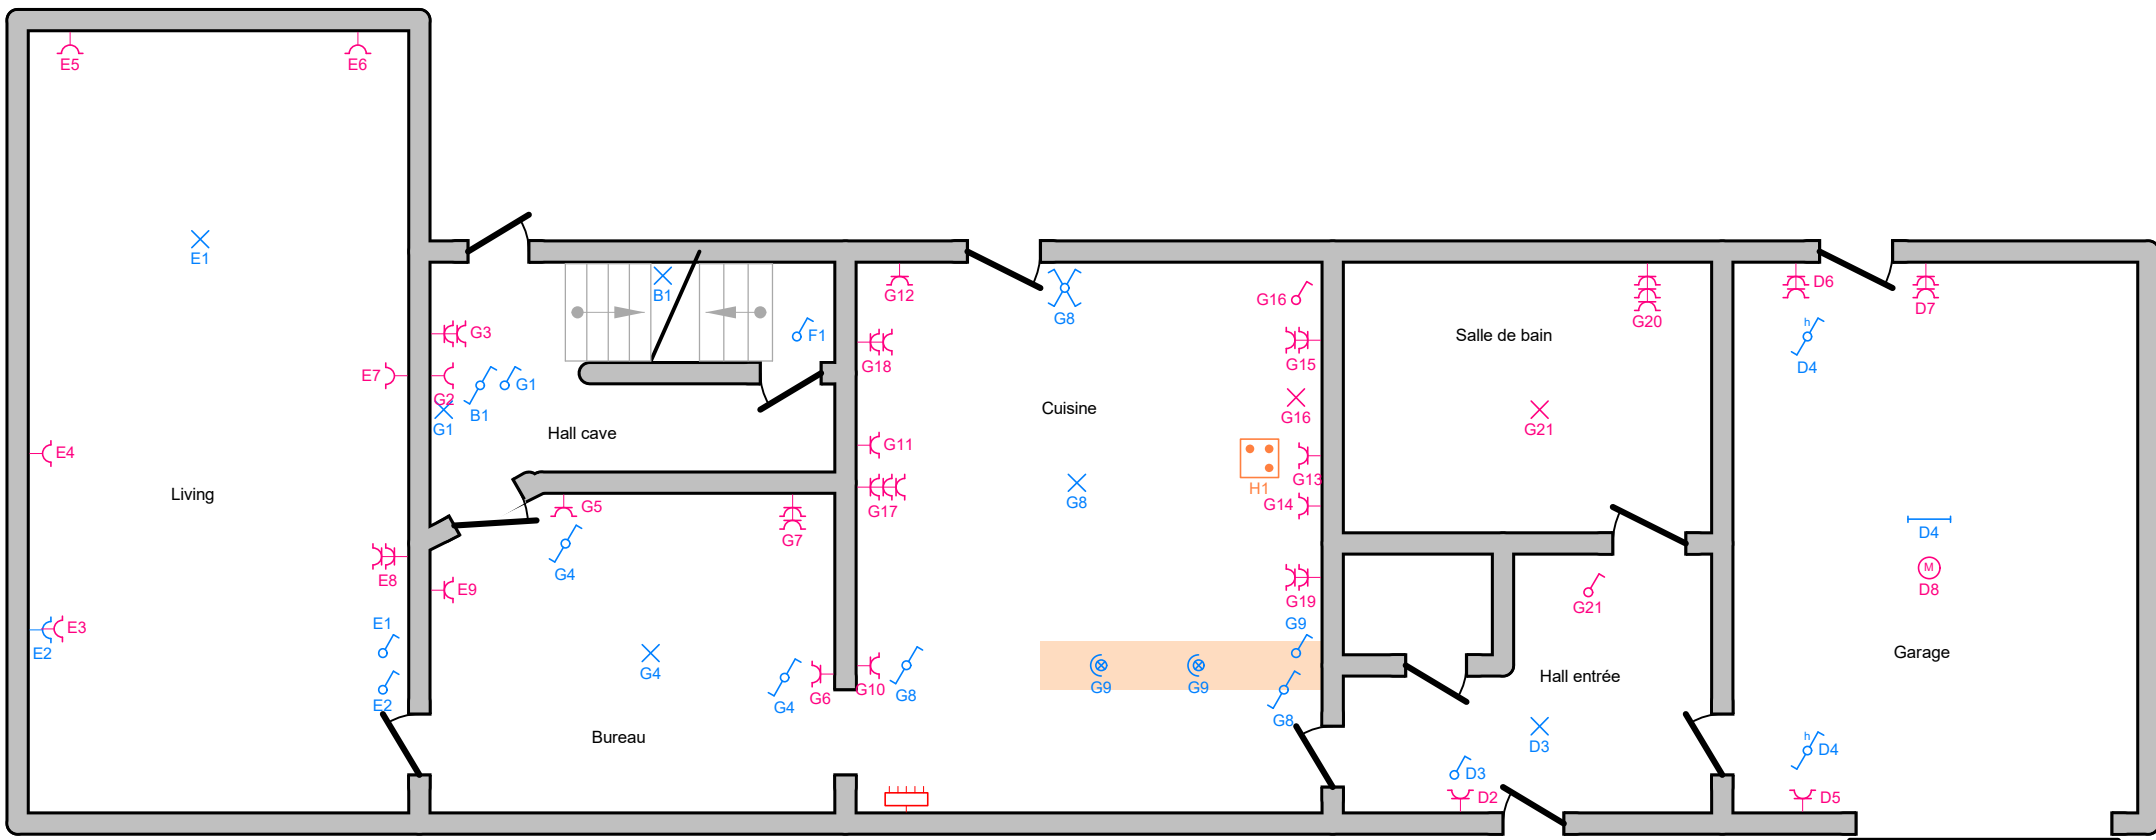 E5
E6
E1
B1
G12
G8
G16
G20
D6
D7
h
G3
F1
G18
G15
Salle de bain
D4
E7
G2
B1
G1
G1
Cuisine
G16
G21
Hall cave
E4
G11
H1
G13
Living
G5
G7
G17
G8
G14
D4
G4
E8
E9
G19
G21
M
D8
E3
E2
E1
G9
E2
G4
G4
G6
G10
G8
G9
G9
G8
Hall entrée
Garage
Bureau
D3
h
D4
D3
D2
D5